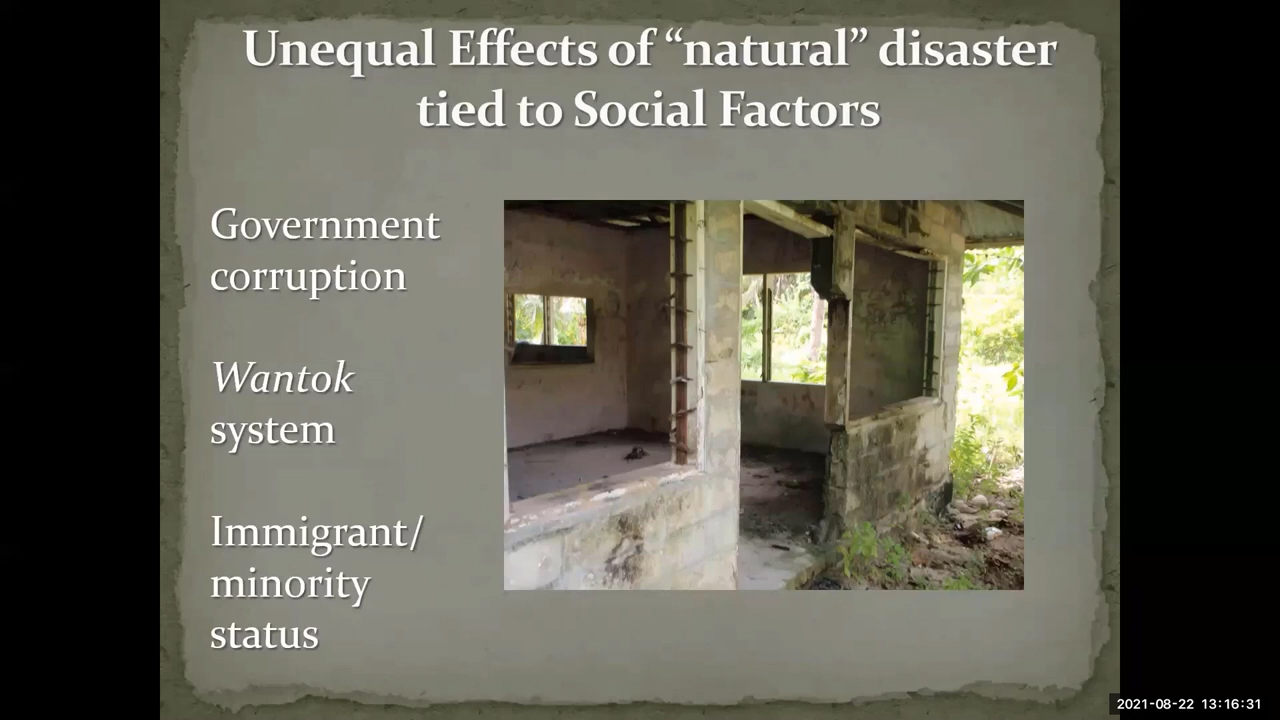 Unequal Effects of “natural” disaster
tied to Social Factors
Government
corruption
Wantok
system
Immigrant/
minority
status
2021-08-22 13:16:31